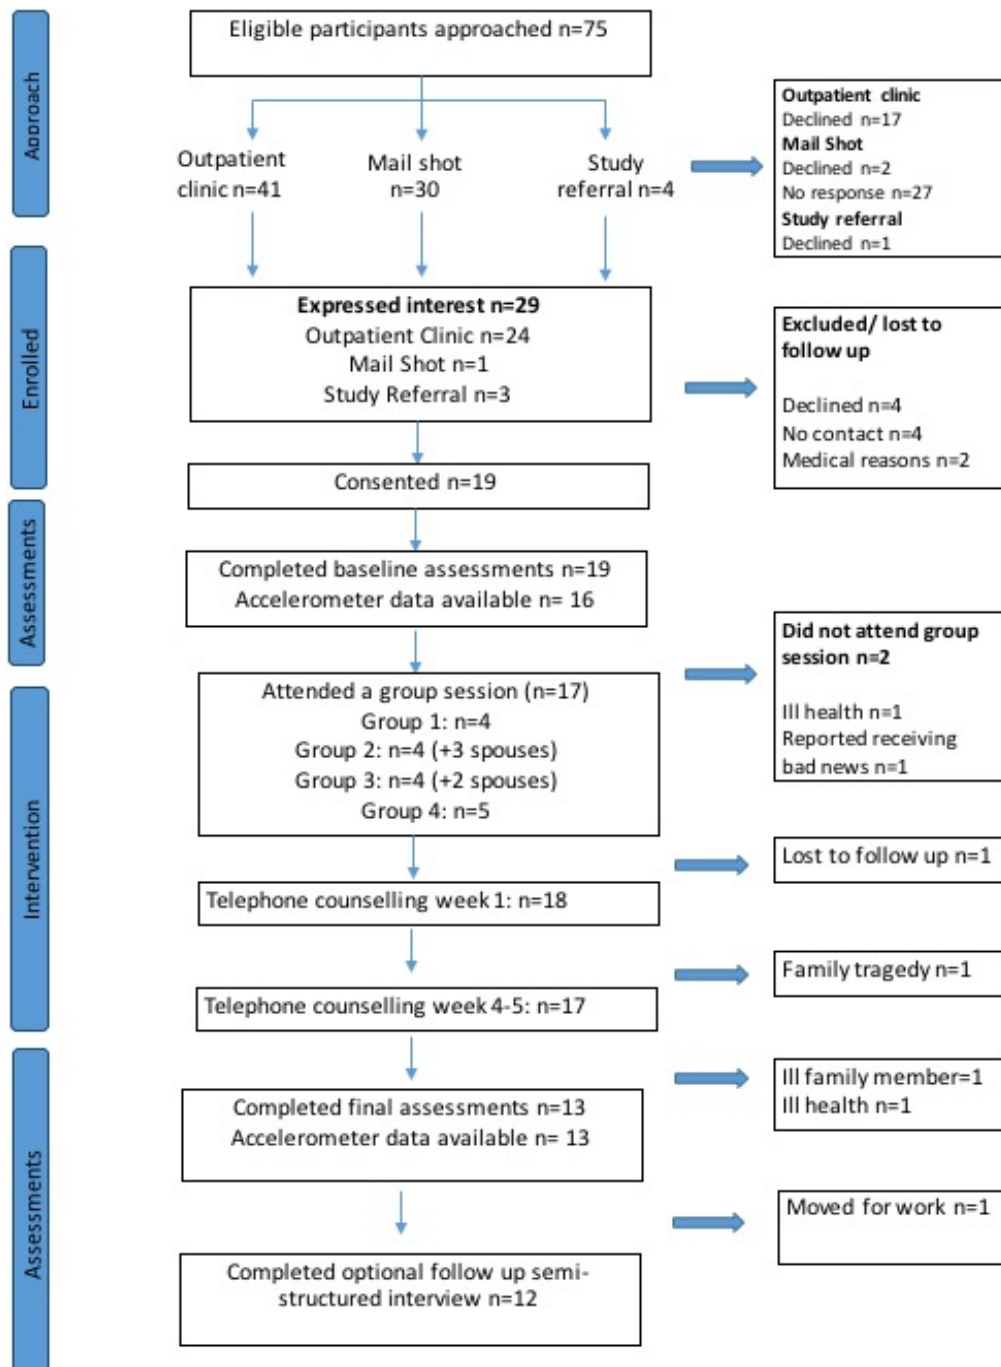 Approach
Eligible participants approached n=75
Outpatient
clinic n=41
Mail shot
n=30
Study
referral n=4
Outpatient clinic
Declined n=17
Mail Shot
Declined n=2
No response n=27
Study referral
Declined n=1
Enrolled
Expressed interest n=29
Outpatient Clinic n=24
Mail Shot n=1
Study Referral n=3
Excluded/ lost to
follow up
Declined n=4
No contact n=4
Medical reasons n=2
Consented n=19
Assessments
Completed baseline assessments n=19
Accelerometer data available n= 16
Did not attend group
session n=2
Ill health n=1
Reported receiving
bad news n=1
Intervention
Attended a group session (n=17)
Group 1: n=4
Group 2: n=4 (+3 spouses)
Group 3: n=4 (+2 spouses)
Group 4: n=5
Lost to follow up n=1
Telephone counselling week 1: n=18
Family tragedy n=1
Telephone counselling week 4-5: n=17
Assessments
Ill family member=1
Ill health n=1
Completed final assessments n=13
Accelerometer data available n= 13
Moved for work n=1
Completed optional follow up semi-
structured interview n=12